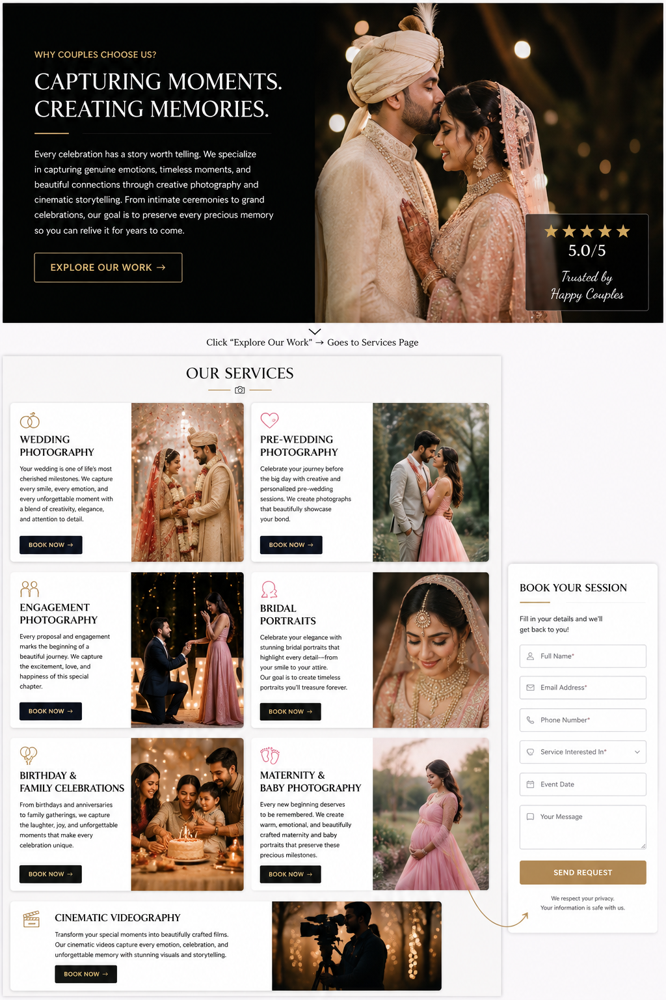 WHY COUPLES CHOOSE US?
CAPTURING MOMENTS.
CREATING MEMORIES.
Every celebration has a story worth telling. We specialize
in capturing genuine emotions, timeless moments, and
beautiful connections through creative photography and
cinematic storytelling. From intimate ceremonies to grand
celebrations, our goal is to preserve every precious memory
so you can relive it for years to come.
EXPLORE OUR WORK →
5.0/5
Trusted by
Happy Couples
Click “Explore Our Work” → Goes to Services Page
OUR SERVICES
WEDDING
PHOTOGRAPHY
Your wedding is one of life's most
cherished milestones. We capture
every smile, every emotion, and
every unforgettable moment with
a blend of creativity, elegance,
and attention to detail.
BOOK NOW →
PRE-WEDDING
PHOTOGRAPHY
Celebrate your journey before
the big day with creative and
personalized pre-wedding
sessions. We create photographs
that beautifully showcase
your bond.
BOOK NOW →
ENGAGEMENT
PHOTOGRAPHY
Every proposal and engagement
marks the beginning of a
beautiful journey. We capture
the excitement, love, and
happiness of this special
chapter.
BOOK NOW →
BRIDAL
PORTRAITS
Celebrate your elegance with
stunning bridal portraits that
highlight every detail—from
your smile to your attire.
Our goal is to create timeless
portraits you'll treasure forever.
BOOK NOW →
BIRTHDAY &
FAMILY CELEBRATIONS
From birthdays and anniversaries
to family gatherings, we capture
the laughter, joy, and unforgettable
moments that make every
celebration unique.
BOOK NOW →
MATERNITY &
BABY PHOTOGRAPHY
Every new beginning deserves
to be remembered. We create
warm, emotional, and beautifully
crafted maternity and baby
portraits that preserve these
precious milestones.
BOOK NOW →
CINEMATIC VIDEOGRAPHY
Transform your special moments into beautifully crafted films.
Our cinematic videos capture every emotion, celebration, and
unforgettable memory with stunning visuals and storytelling.
BOOK NOW →
BOOK YOUR SESSION
Fill in your details and we'll
get back to you!
Full Name*
Email Address*
Phone Number*
Service Interested In*
Event Date
Your Message
SEND REQUEST
We respect your privacy.
Your information is safe with us.